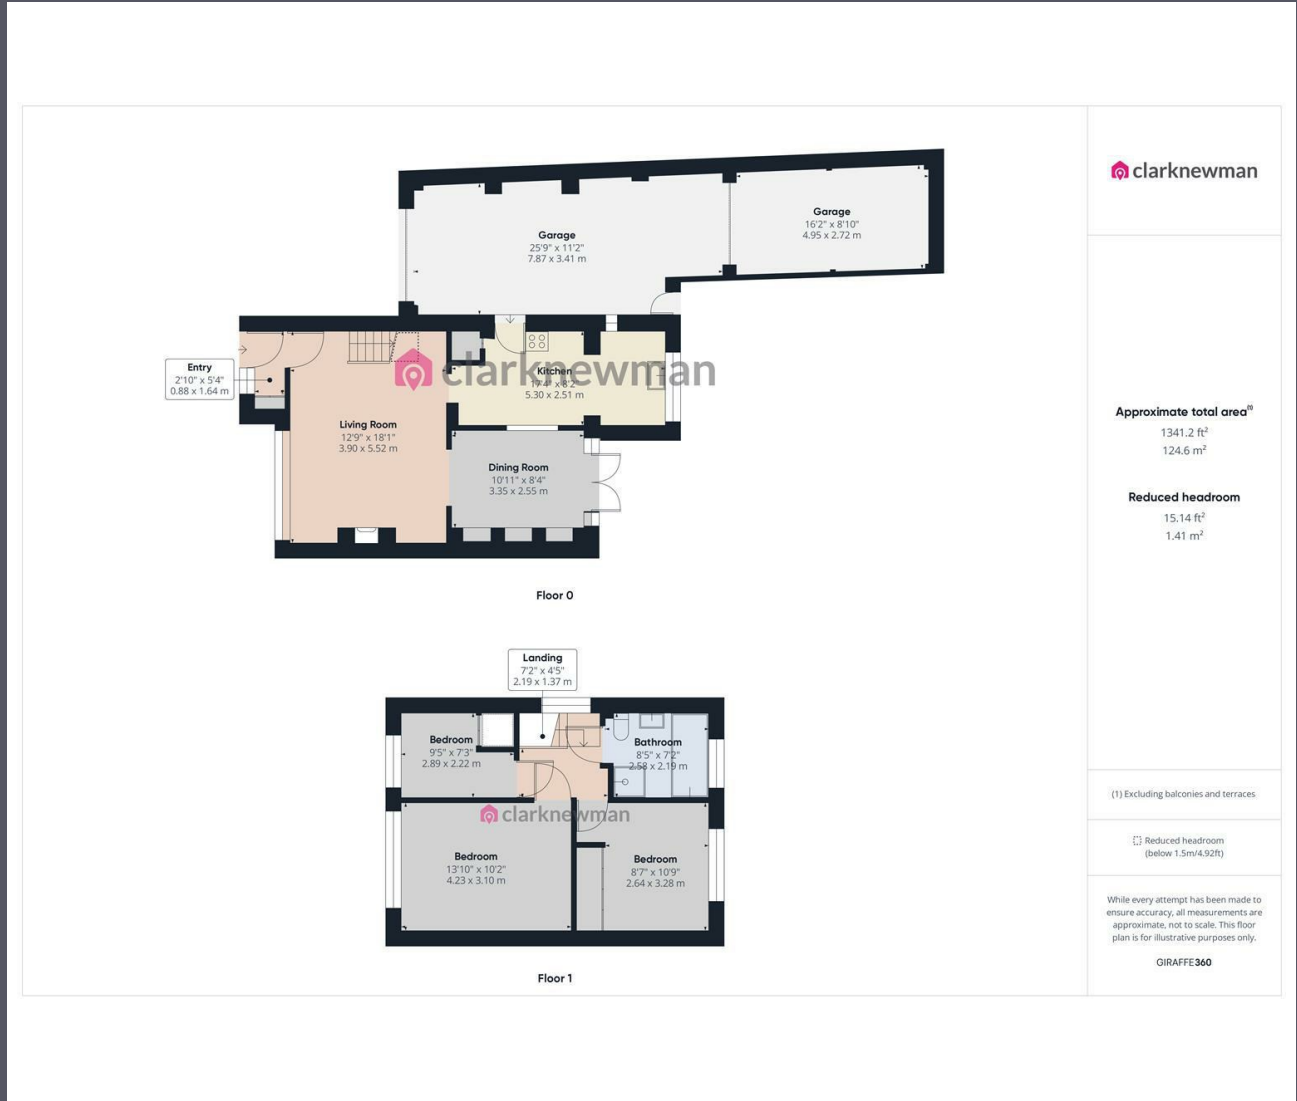 Garage
25'9" x 11'2"
7.87 x 3.41 m
Garage
16'2" x 8'10"
4.95 x 2.72 m
Entry
2'10" x 5'4"
0.88 x 1.64 m
Living Room
12'9" x 18'1"
3.90 x 5.52 m
Kitchen
17'4" x 8'2"
5.30 x 2.51 m
clarknewman
Dining Room
10'11" x 8'4"
3.35 x 2.55 m
Floor 0
Landing
7'2" x 4'5"
2.19 x 1.37 m
Bedroom
9'5" x 7'3"
2.89 x 2.22 m
Bathroom
8'5" x 7'2"
2.58 x 2.19 m
clarknewman
Bedroom
13'10" x 10'2"
4.23 x 3.10 m
Bedroom
8'7" x 10'9"
2.64 x 3.28 m
Floor 1
clarknewman
Approximate total area(1)
1341.2 ft²
124.6 m²
Reduced headroom
15.14 ft²
1.41 m²
(1) Excluding balconies and terraces
Reduced headroom
(below 1.5m/4.92ft)
While every attempt has been made to
ensure accuracy, all measurements are
approximate, not to scale. This floor
plan is for illustrative purposes only.
GIRAFFE360